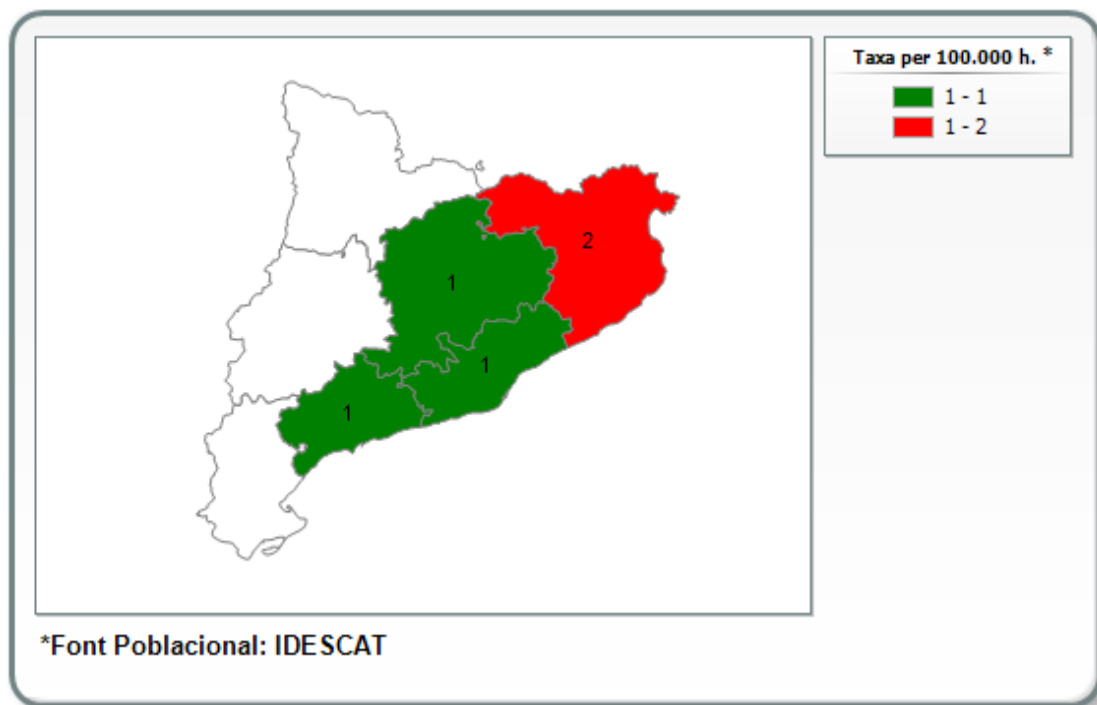 Taxa per 100.000 h. *
1 - 1
1 - 2
2
1
1
1
*Font Poblacional: IDESCAT